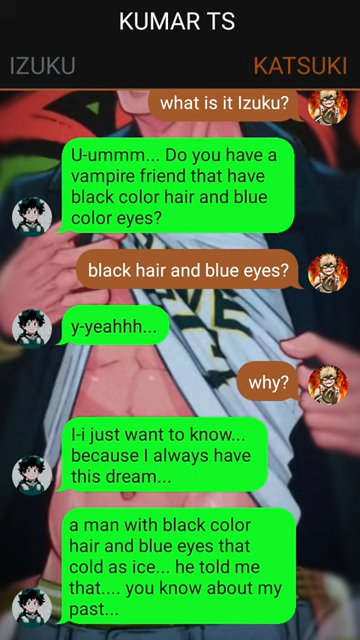 KUMAR TS
IZUKU
KATSUKI
what is it Izuku?
U-ummm... Do you have a
vampire friend that have
black color hair and blue
color eyes?
black hair and blue eyes?
y-yeahhh...
why?
I-i just want to know...
because I always have
this dream...
a man with black color
hair and blue eyes that
cold as ice... he told me
that.... you know about my
past...